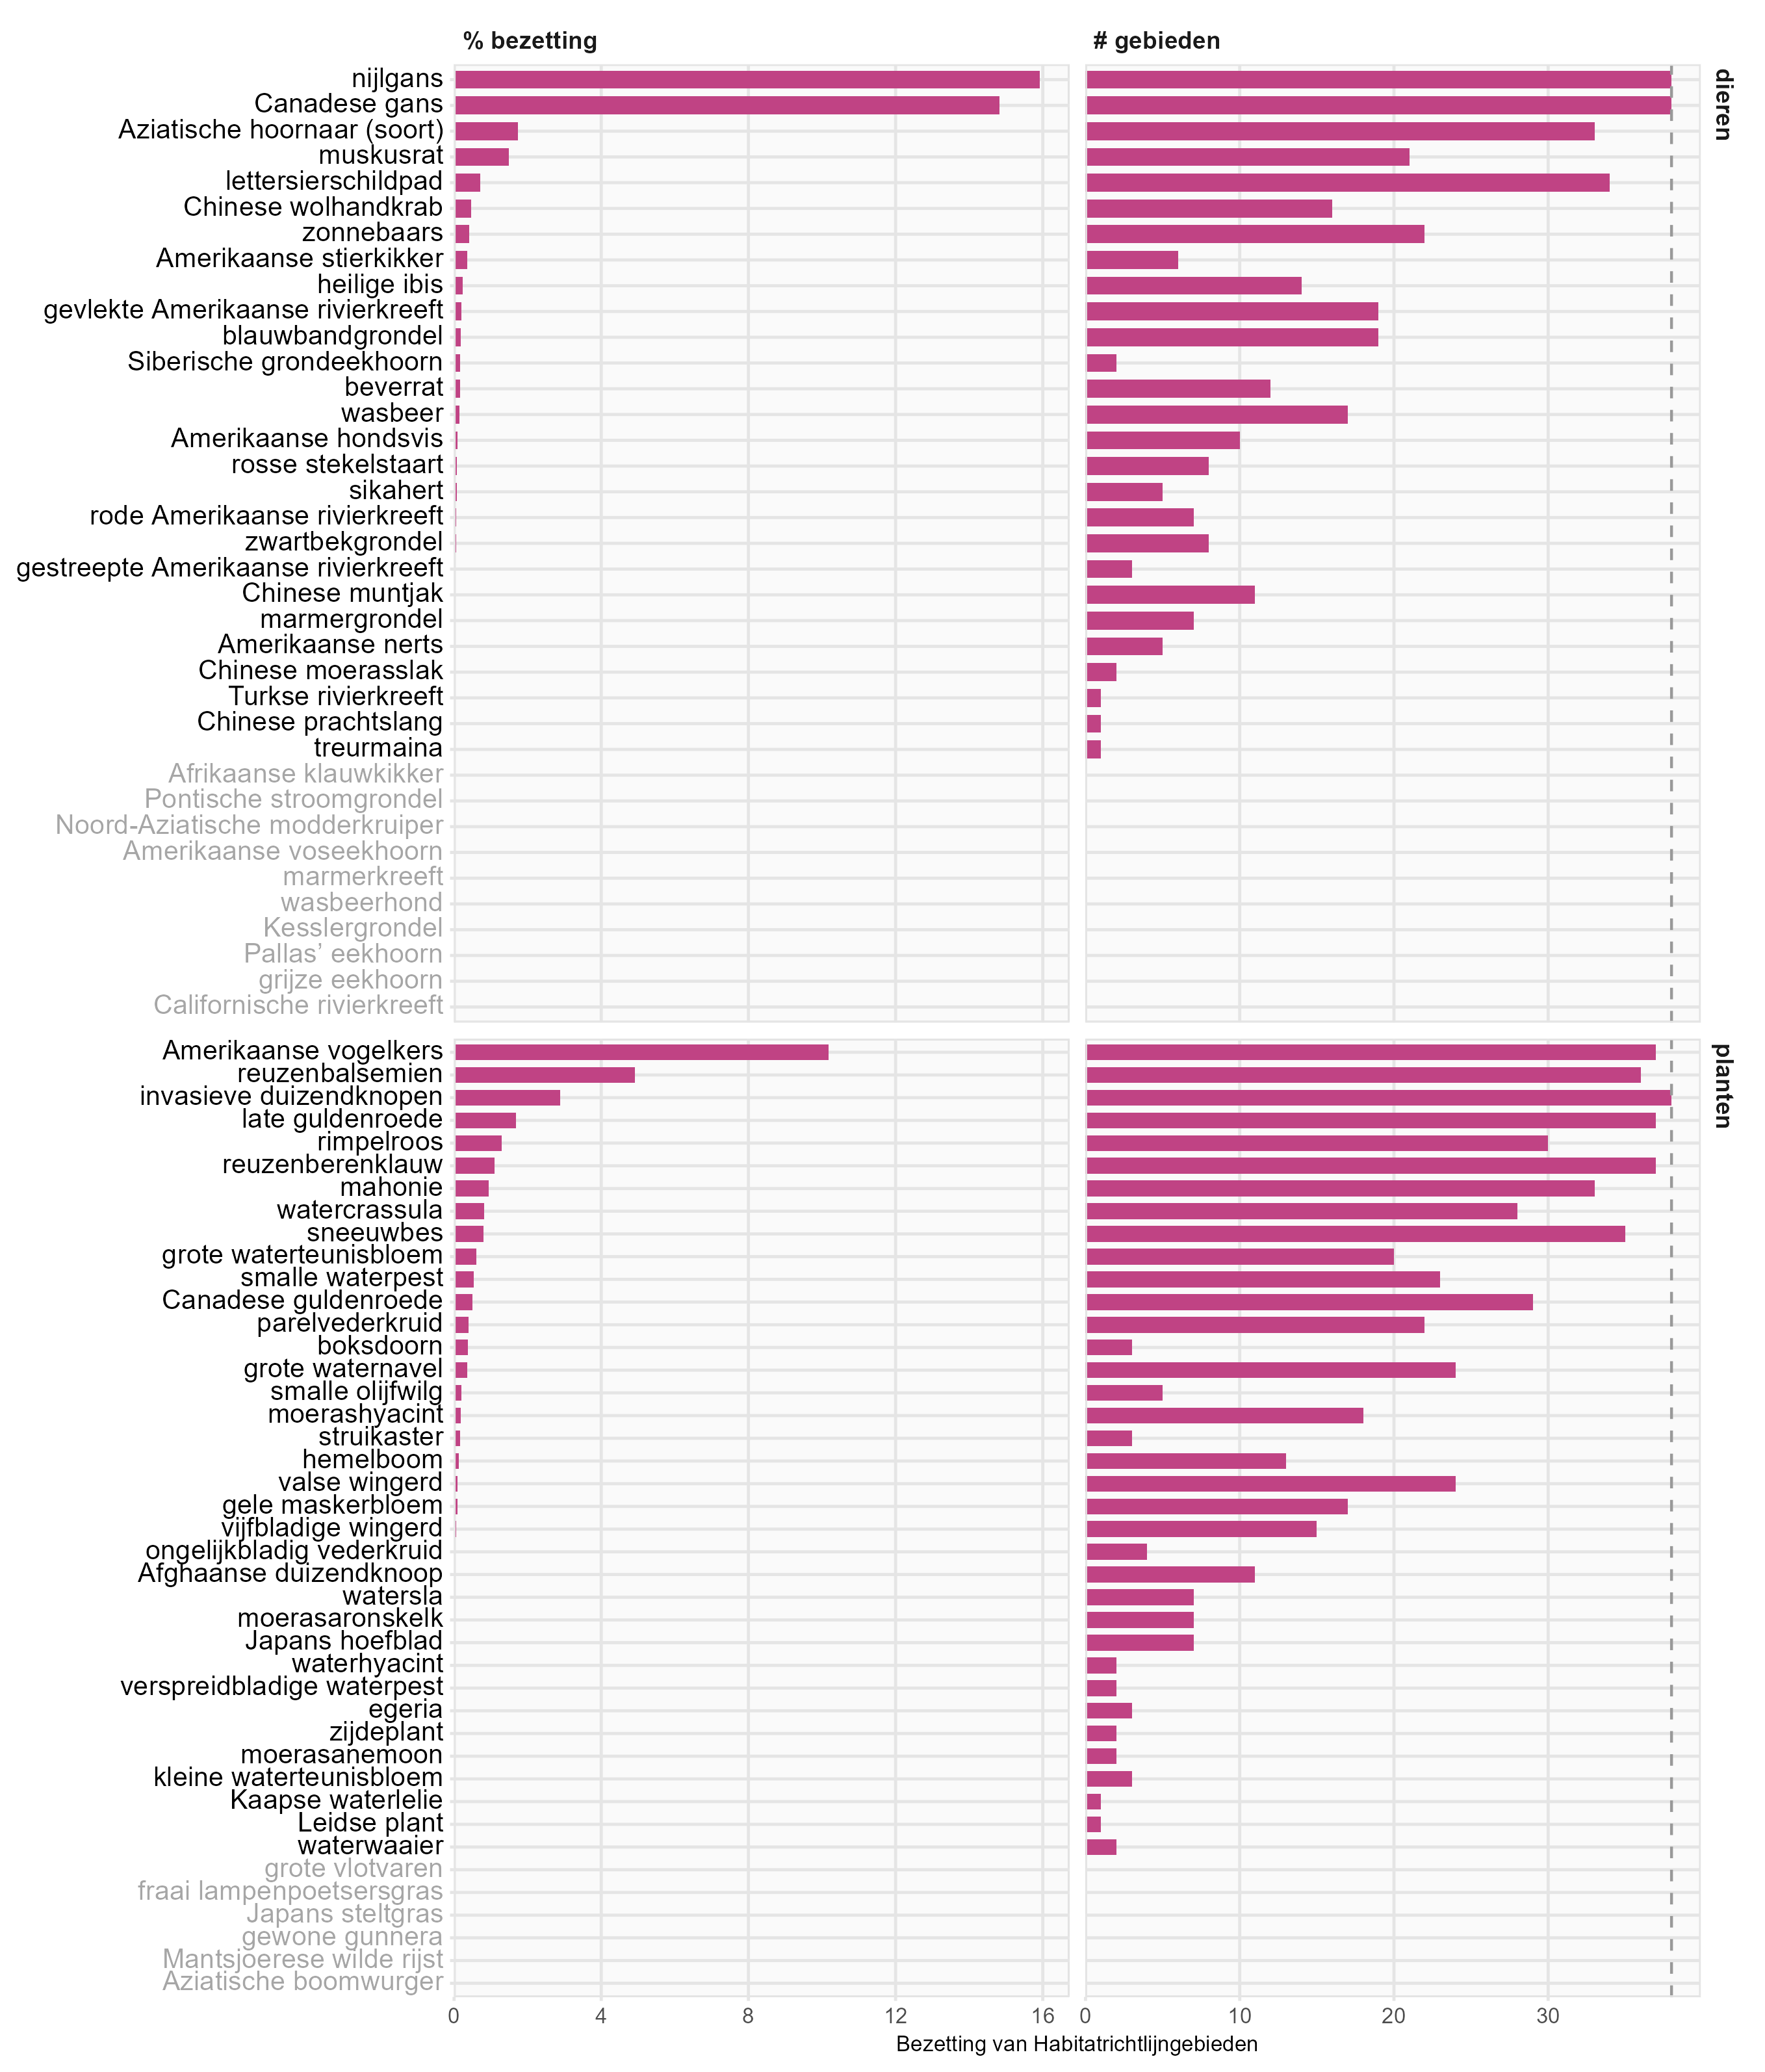 % bezetting
# gebieden
dieren
nijlgans
Canadese gans
Aziatische hoornaar (soort)
muskusrat
lettersierschildpad
Chinese wolhandkrab
zonnebaars
Amerikaanse stierkikker
heilige ibis
gevlekte Amerikaanse rivierkreeft
blauwbandgrondel
Siberische grondeekhoorn
beverrat
wasbeer
Amerikaanse hondsvis
rosse stekelstaart
sikahert
rode Amerikaanse rivierkreeft
zwartbekgrondel
gestreepte Amerikaanse rivierkreeft
Chinese muntjak
marmergrondel
Amerikaanse nerts
Chinese moerasslak
Turkse rivierkreeft
Chinese prachtslang
treurmaina
Afrikaanse klauwkikker
Pontische stroomgrondel
Noord-Aziatische modderkruiper
Amerikaanse voseekhoorn
marmerkreeft
wasbeerhond
Kesslergrondel
Pallas’ eekhoorn
grijze eekhoorn
Californische rivierkreeft
planten
Amerikaanse vogelkers
reuzenbalsemien
invasieve duizendknopen
late guldenroede
rimpelroos
reuzenberenklauw
mahonie
watercrassula
sneeuwbes
grote waterteunisbloem
smalle waterpest
Canadese guldenroede
parelvederkruid
boksdoorn
grote waternavel
smalle olijfwilg
moerashyacint
struikaster
hemelboom
valse wingerd
gele maskerbloem
vijfbladige wingerd
ongelijkbladig vederkruid
Afghaanse duizendknoop
watersla
moerasaronskelk
Japans hoefblad
waterhyacint
verspreidbladige waterpest
egeria
zijdeplant
moerasanemoon
kleine waterteunisbloem
Kaapse waterlelie
Leidse plant
waterwaaier
grote vlotvaren
fraai lampenpoetsersgras
Japans steltgras
gewone gunnera
Mantsjoerese wilde rijst
Aziatische boomwurger
0 4 8 12 16 0 10 20 30
Bezetting van Habitatrichtlijngebieden